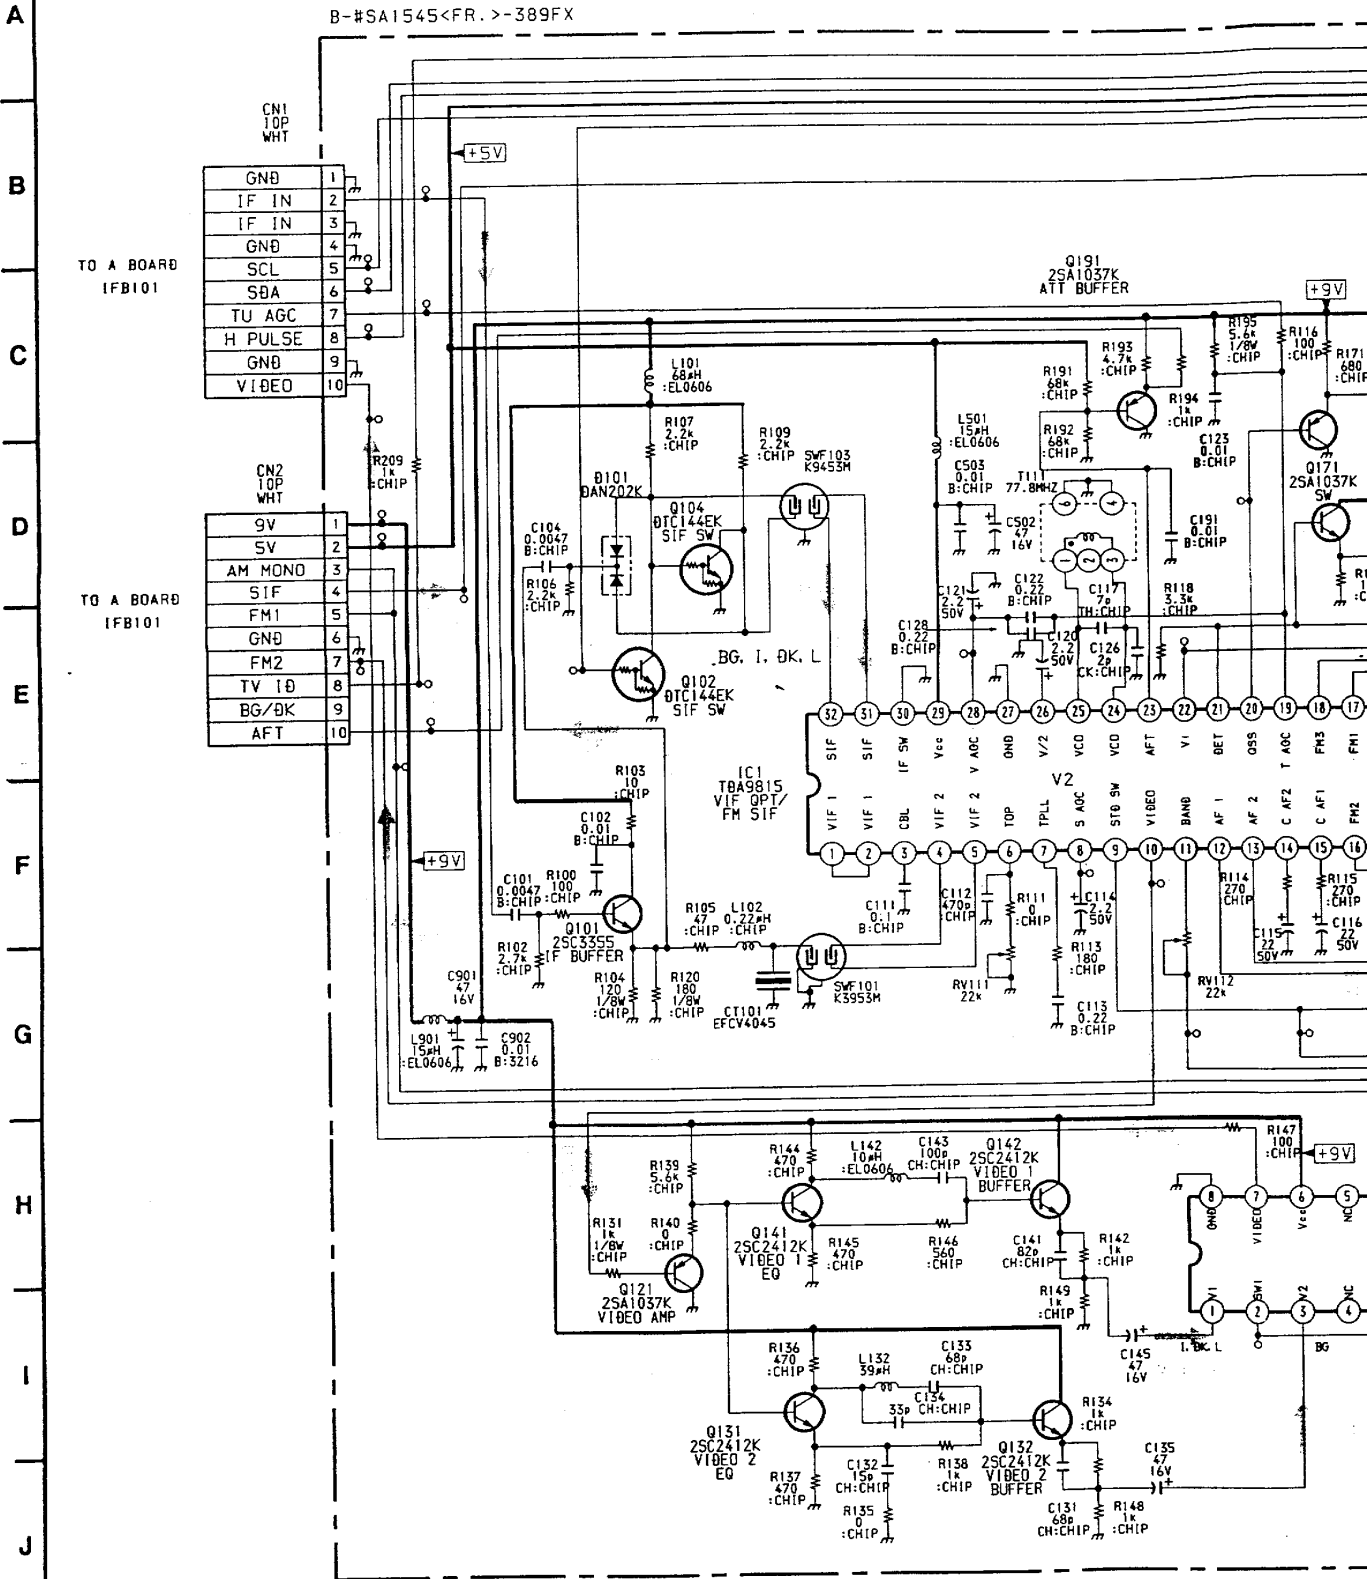 A
B-#SA1545<FR.>-389FX
CN1
10P
WHT
+5V
B
GND 1
IF IN 2
IF IN 3
GND 4
SCL 5
SDA 6
TU AGC 7
H PULSE 8
GND 9
VIDEO 10
TO A BOARD
IFB101
C
Q191
2SA1037K
ATT BUFFER
+9V
R195
5.6k
1/8W
:CHIP
R116
100
:CHIP
R171
680
:CHIP
R193
4.7k
:CHIP
R191
68k
:CHIP
R194
1k
:CHIP
L101
68μH
:EL0606
R107
2.2k
:CHIP
R109
2.2k
:CHIP
L501
15μH
:EL0606
R192
68k
:CHIP
C123
0.01
B:CHIP
CN2
10P
WHT
R209
1k
:CHIP
D101
DAN202K
SWF103
K9453M
C503
0.01
B:CHIP
T111
77.8MHZ
6
4
1
2
3
Q171
2SA1037K
SW
D
9V 1
5V 2
AM MONO 3
SIF 4
FM1 5
GND 6
FM2 7
TV ID 8
BG/DK 9
AFT 10
TO A BOARD
IFB101
C104
0.0047
B:CHIP
Q104
DTC144EK
SIF SW
C502
47
16V
C191
0.01
B:CHIP
R106
2.2k
:CHIP
C121
2.2
50V
C122
0.22
B:CHIP
C117
7p
TH:CHIP
R118
3.3k
:CHIP
C128
0.22
B:CHIP
C120
2.2
50V
C126
2p
CK:CHIP
BG, I, DK, L
E
Q102
DTC144EK
SIF SW
32 31 30 29 28 27 26 25 24 23 22 21 20 19 18 17
SIF
SIF
IF SW
Vcc
V AGC
GND
V/2
VCO
VCO
AFT
VI
DET
QSS
T AGC
FM3
FM1
V2
IC1
TDA9815
VIF OPT/
FM SIF
VIF 1
VIF 1
CBL
VIF 2
VIF 2
TOP
TPLL
S AGC
STD SW
VIDEO
BAND
AF 1
AF 2
C AF2
C AF1
FM2
1 2 3 4 5 6 7 8 9 10 11 12 13 14 15 16
R103
10
:CHIP
C102
0.01
B:CHIP
F
+9V
C101
0.0047
B:CHIP
R100
100
:CHIP
Q101
2SC3355
IF BUFFER
R105
47
:CHIP
L102
0.22μH
:CHIP
C111
0.1
B:CHIP
C112
470p
:CHIP
R111
0
:CHIP
C114
2.2
50V
R114
270
:CHIP
R115
270
:CHIP
C115
22
50V
C116
22
50V
R102
2.7k
:CHIP
R104
120
1/8W
:CHIP
R120
180
1/8W
:CHIP
CT101
EFCV4045
SWF101
K3953M
RV111
22k
R113
180
:CHIP
RV112
22k
C113
0.22
B:CHIP
C901
47
16V
G
L901
15μH
:EL0606
C902
0.01
B:3216
R147
100
:CHIP
+9V
R139
5.6k
:CHIP
R144
470
:CHIP
L142
10μH
:EL0606
C143
100p
CH:CHIP
Q142
2SC2412K
VIDEO 1
BUFFER
H
R131
1k
1/8W
:CHIP
R140
0
:CHIP
Q141
2SC2412K
VIDEO 1
EQ
R145
470
:CHIP
R146
560
:CHIP
C141
82p
CH:CHIP
R142
1k
:CHIP
R149
1k
:CHIP
8 7 6 5
GND
VIDEO
Vcc
NC
V1
SW1
V2
NC
1 2 3 4
Q121
2SA1037K
VIDEO AMP
C145
47
16V
I, DK, L
BG
I
R136
470
:CHIP
L132
39μH
C133
68p
CH:CHIP
C134
33p CH:CHIP
R134
1k
:CHIP
Q131
2SC2412K
VIDEO 2
EQ
Q132
2SC2412K
VIDEO 2
BUFFER
C135
47
16V
R137
470
:CHIP
C132
15p
CH:CHIP
R138
1k
:CHIP
R135
0
:CHIP
C131
68p
CH:CHIP
R148
1k
:CHIP
J